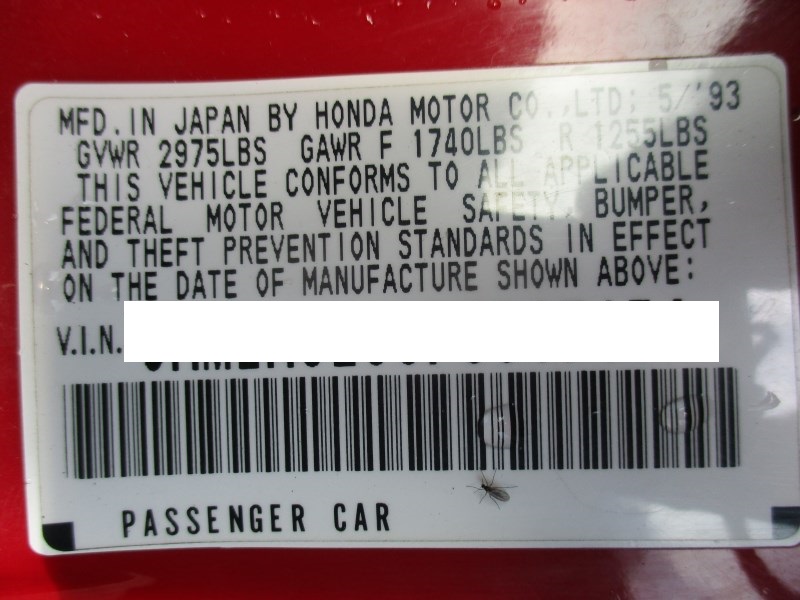 MFD. IN JAPAN BY HONDA MOTOR CO., LTD; 5/'93
GVWR 2975LBS GAWR F 1740LBS R 1255LBS
THIS VEHICLE CONFORMS TO ALL APPLICABLE
FEDERAL MOTOR VEHICLE SAFETY, BUMPER,
AND THEFT PREVENTION STANDARDS IN EFFECT
ON THE DATE OF MANUFACTURE SHOWN ABOVE:
V.I.N.
PASSENGER CAR